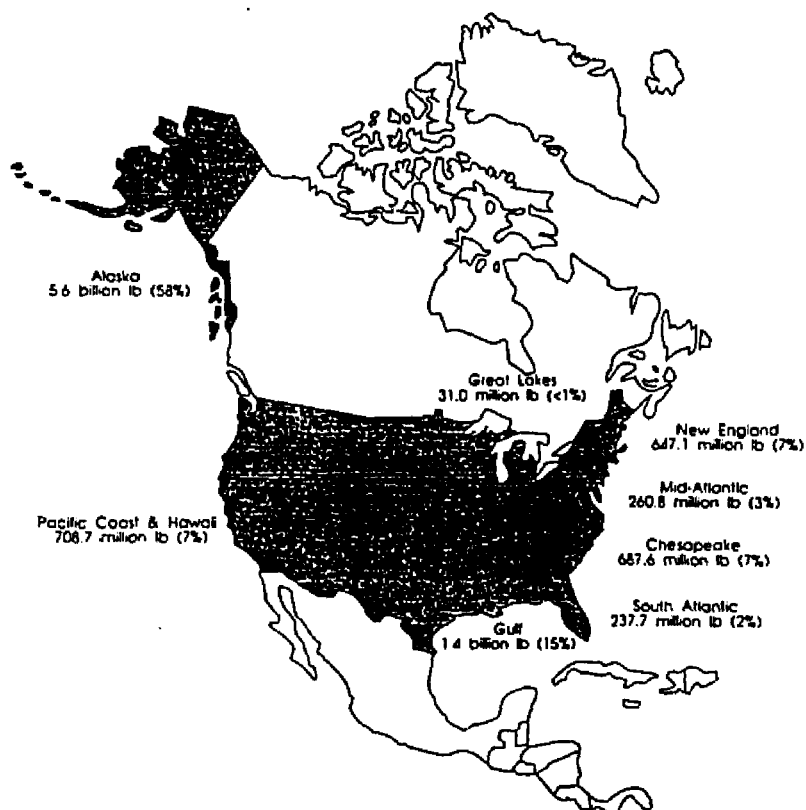 Alaska
5.6 billion lb (58%)
Great Lakes
31.0 million lb (<1%)
New England
647.1 million lb (7%)
Mid-Atlantic
260.8 million lb (3%)
Pacific Coast & Hawaii
708.7 million lb (7%)
Chesapeake
687.6 million lb (7%)
South Atlantic
237.7 million lb (2%)
Gulf
1.4 billion lb (15%)